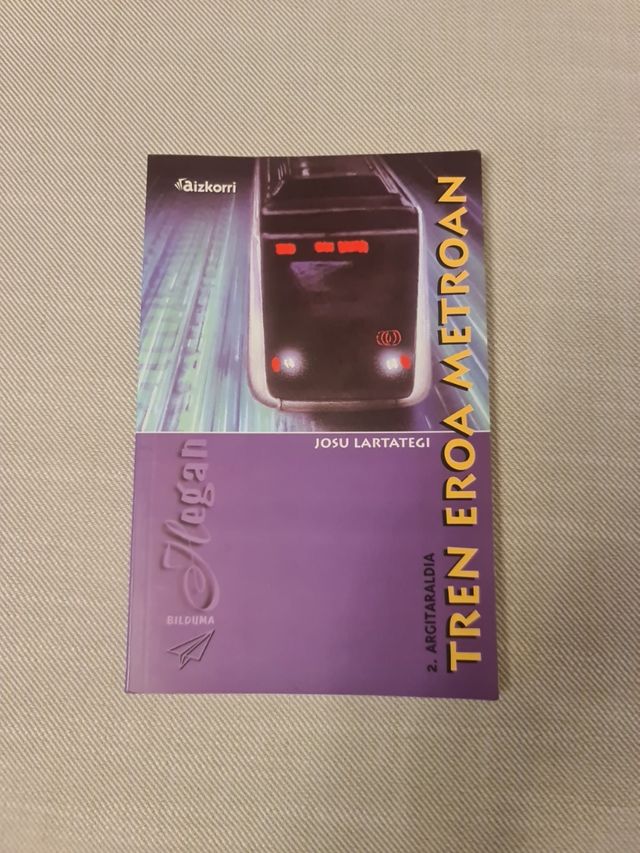 aizkorri
JOSU LARTATEGI
TREN EROA METROAN
2. ARGITARALDIA
Hegan
BILDUMA